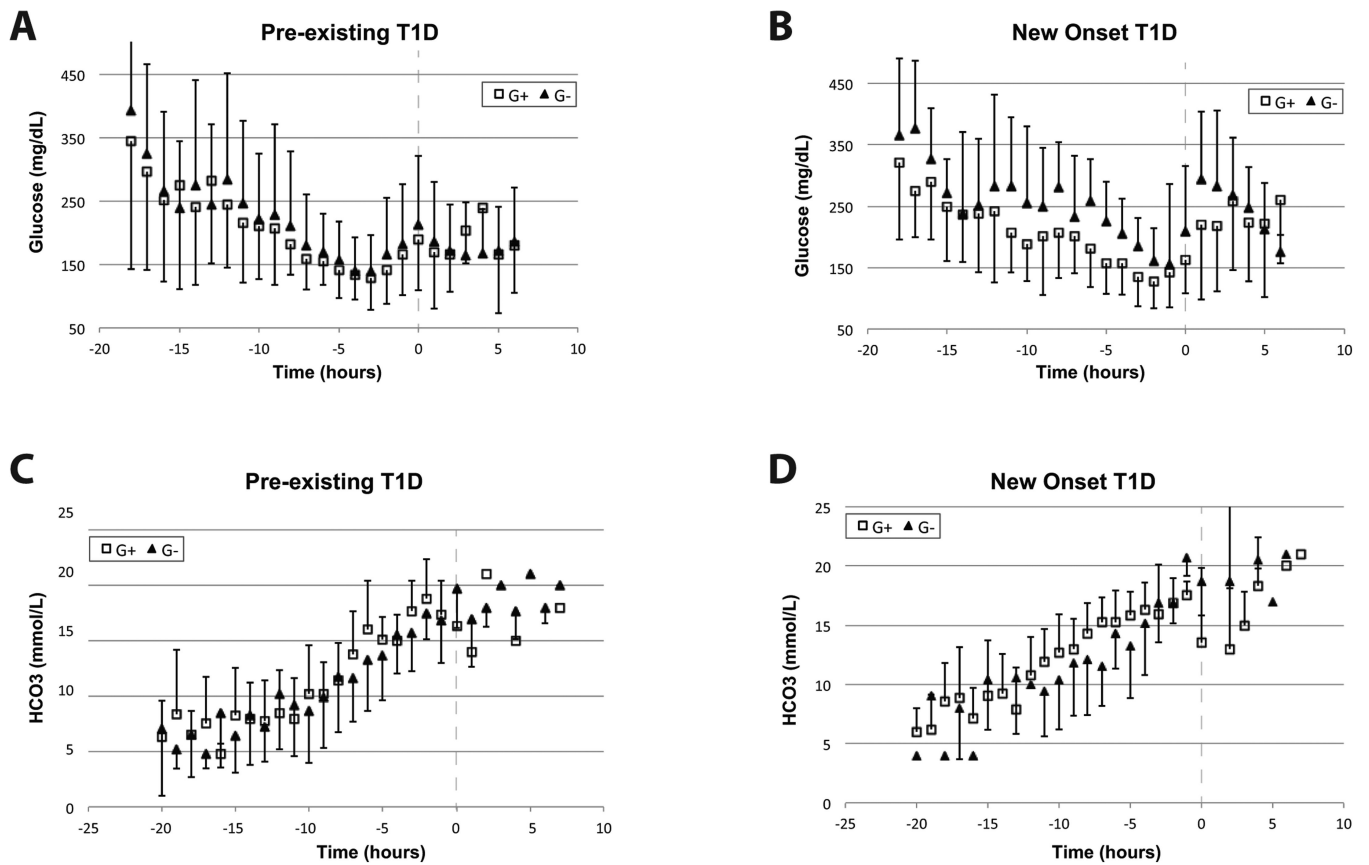 A
Pre-existing T1D
Glucose (mg/dL)
450
350
250
150
50
G+ G-
-20 -15 -10 -5 0 5 10
Time (hours)
B
New Onset T1D
Glucose (mg/dL)
450
350
250
150
50
G+ G-
-20 -15 -10 -5 0 5 10
Time (hours)
C
Pre-existing T1D
HCO3 (mmol/L)
25
20
15
10
5
0
G+ G-
-25 -20 -15 -10 -5 0 5 10
Time (hours)
D
New Onset T1D
HCO3 (mmol/L)
25
20
15
10
5
0
G+ G-
-25 -20 -15 -10 -5 0 5 10
Time (hours)